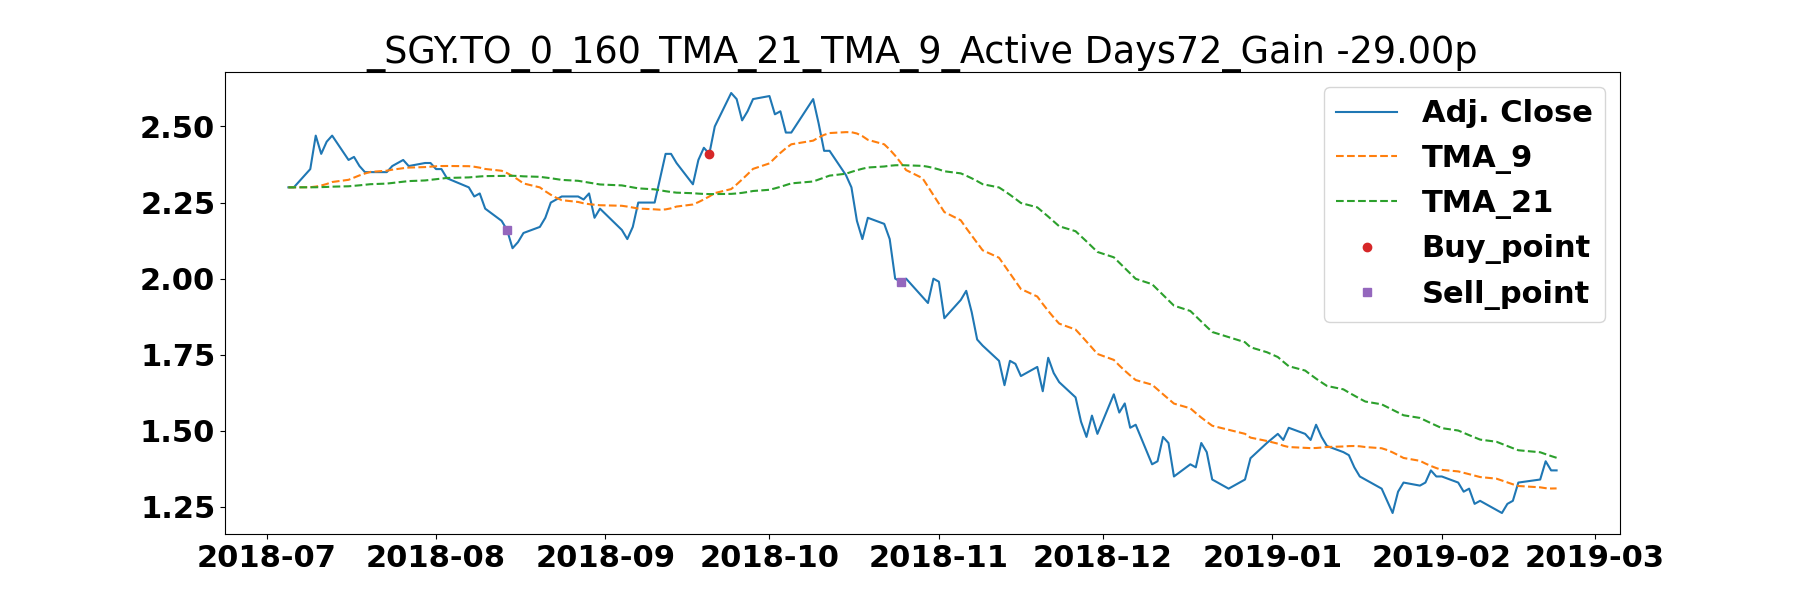 _SGY.TO_0_160_TMA_21_TMA_9_Active Days72_Gain -29.00p
Adj. Close
TMA_9
TMA_21
Buy_point
Sell_point
2.50
2.25
2.00
1.75
1.50
1.25
2018-07 2018-08 2018-09 2018-10 2018-11 2018-12 2019-01 2019-02 2019-03